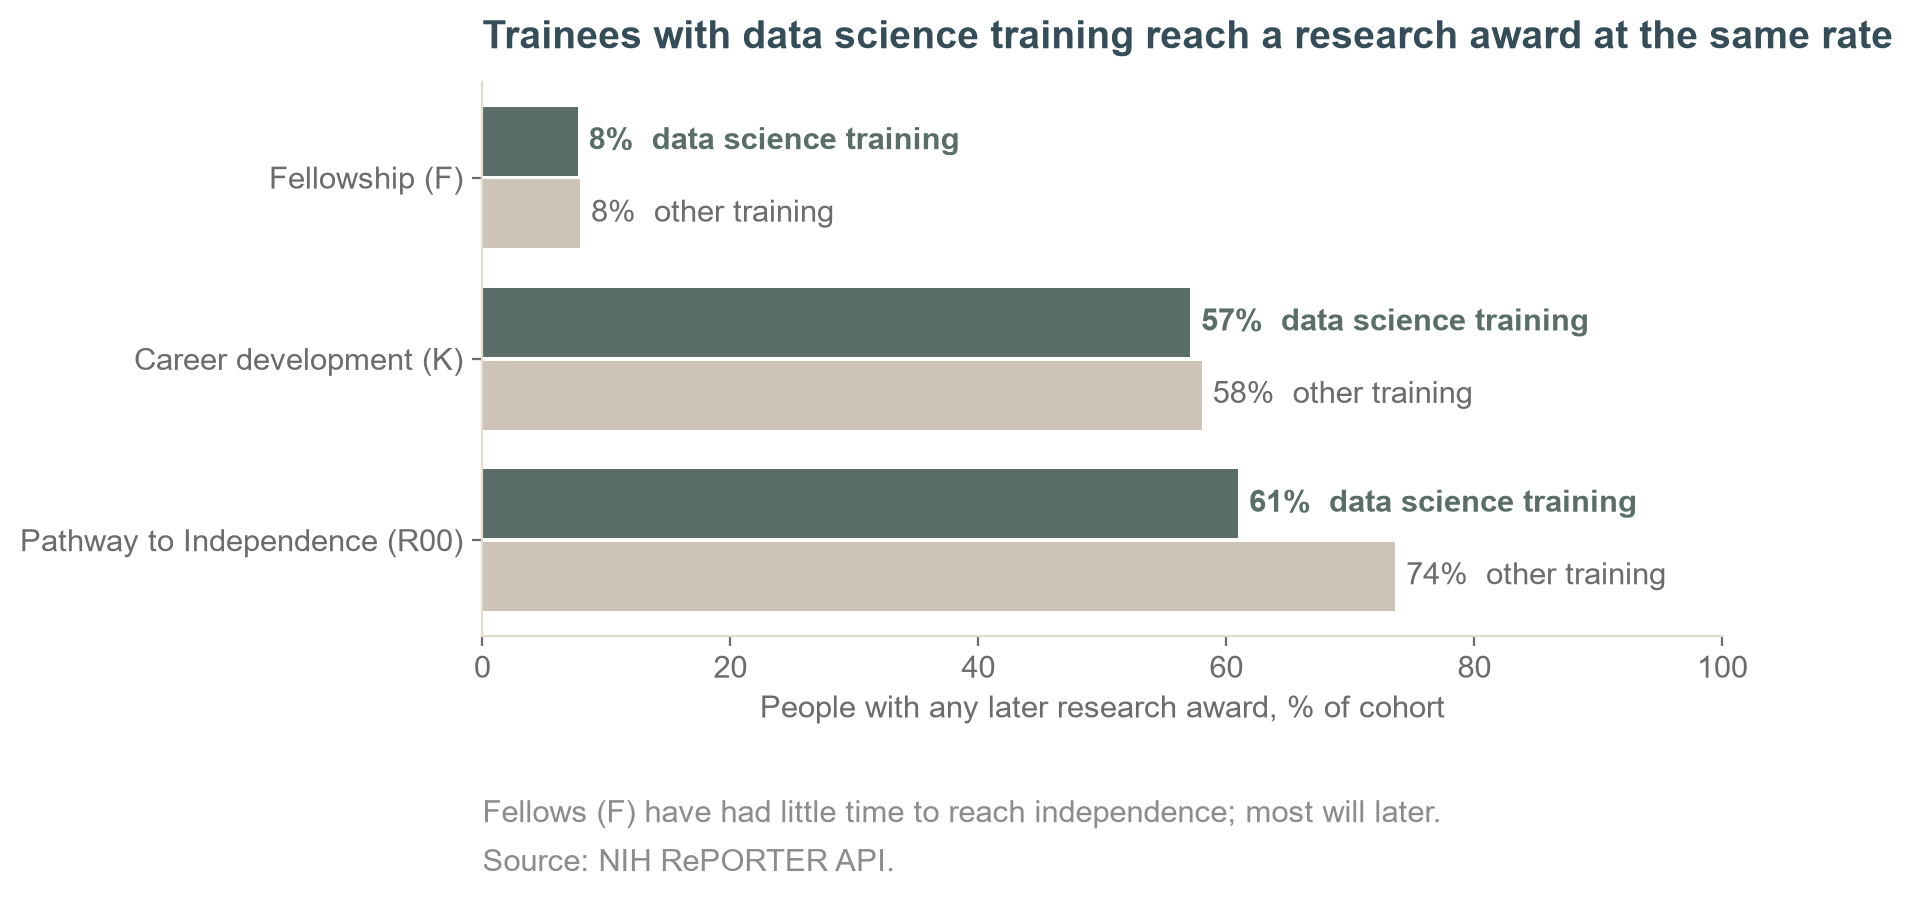 Trainees with data science training reach a research award at the same rate
8% data science training
Fellowship (F)
8% other training
57% data science training
Career development (K)
58% other training
61% data science training
Pathway to Independence (R00)
74% other training
0 20 40 60 80 100
People with any later research award, % of cohort
Fellows (F) have had little time to reach independence; most will later.
Source: NIH RePORTER API.